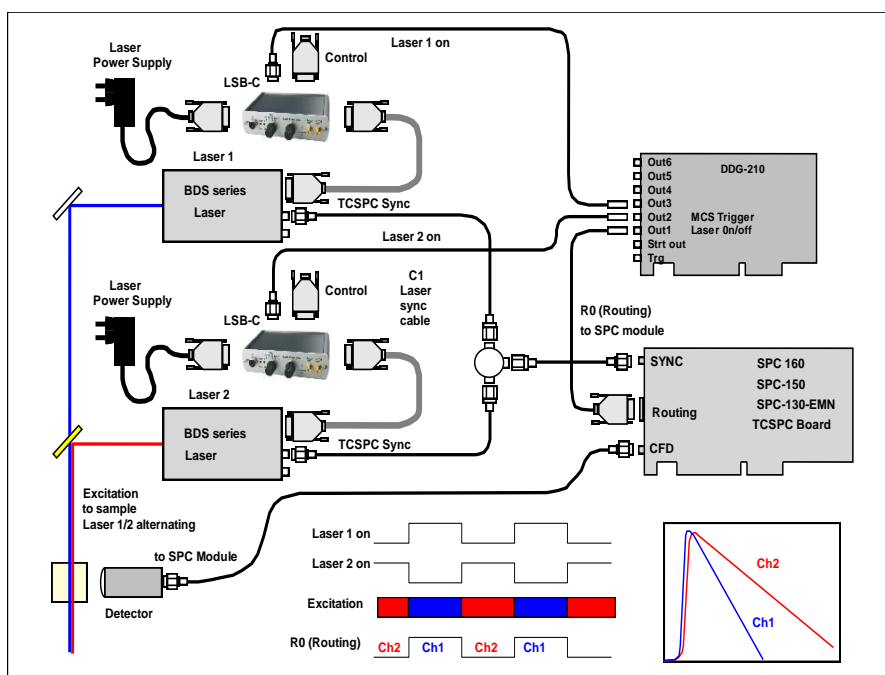 Laser
Power Supply
LSB-C
Control
Laser 1 on
Laser 1
BDS series
Laser
TCSPC Sync
Laser 2 on
Out6
Out5
Out4
Out3
Out2
Out1
Strt out
Trg
DDG-210
MCS Trigger
Laser 0n/off
Laser
Power Supply
LSB-C
Control
C1
Laser
sync
cable
R0 (Routing)
to SPC module
Laser 2
BDS series
Laser
TCSPC Sync
SYNC
Routing
CFD
SPC 160
SPC-150
SPC-130-EMN
TCSPC Board
Excitation
to sample
Laser 1/2 alternating
to SPC Module
Detector
Laser 1 on
Laser 2 on
Excitation
R0 (Routing)
Ch2 Ch1 Ch2 Ch1
Ch2
Ch1